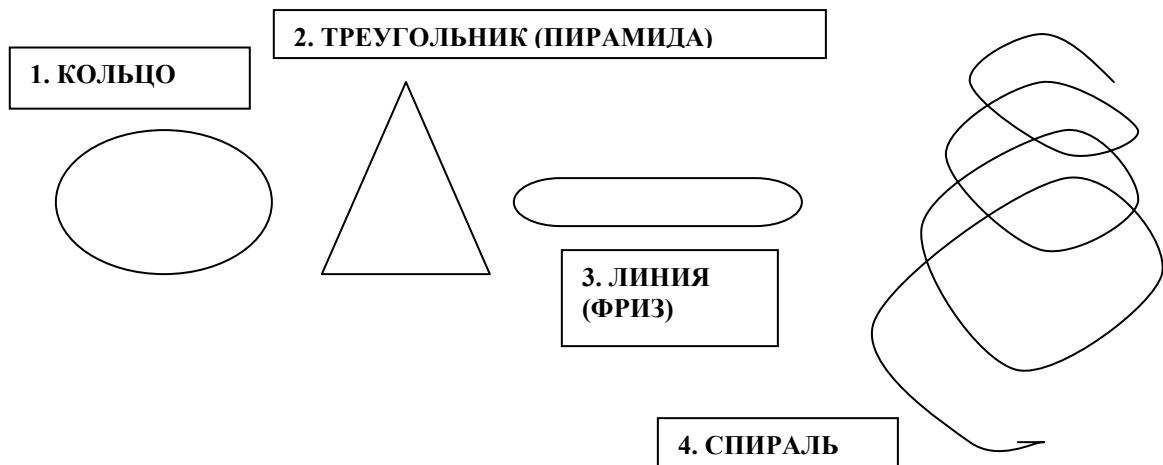 1. КОЛЬЦО
2. ТРЕУГОЛЬНИК (ПИРАМИДА)
3. ЛИНИЯ
(ФРИЗ)
4. СПИРАЛЬ